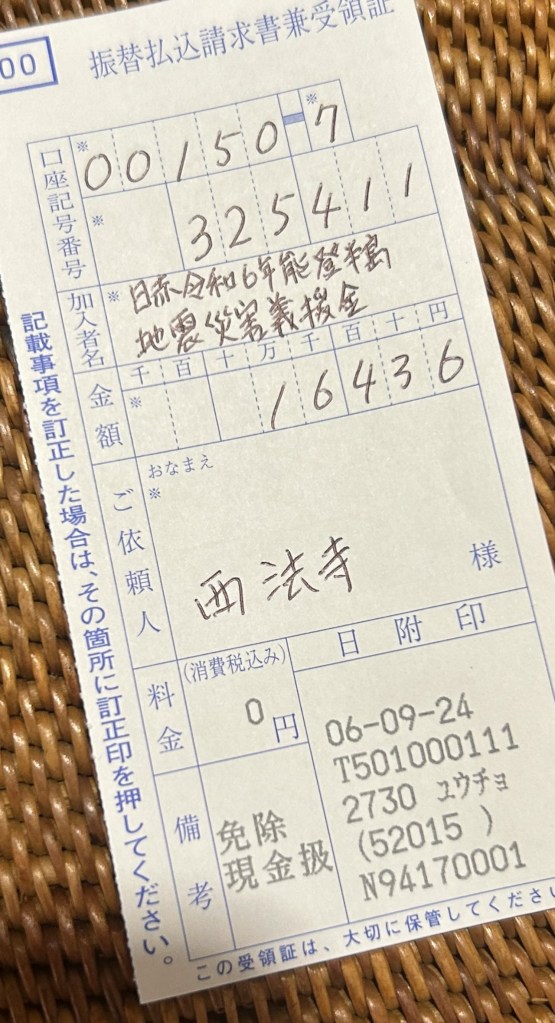 00
振替払込請求書兼受領証
口座記号番号
※
00150-7
※
325411
加入者名
※
日赤令和6年能登半島
地震災害義援金
金額
千百十万千百十円
※
16436
ご依頼人
おなまえ
※
西法寺
様
料金
(消費税込み)
0円
備考
免除
現金扱
日附印
06-09-24
T501000111
2730 ユウチョ
(52015 )
N94170001
記載事項を訂正した場合は、その箇所に訂正印を押してください。
この受領証は、大切に保管してください